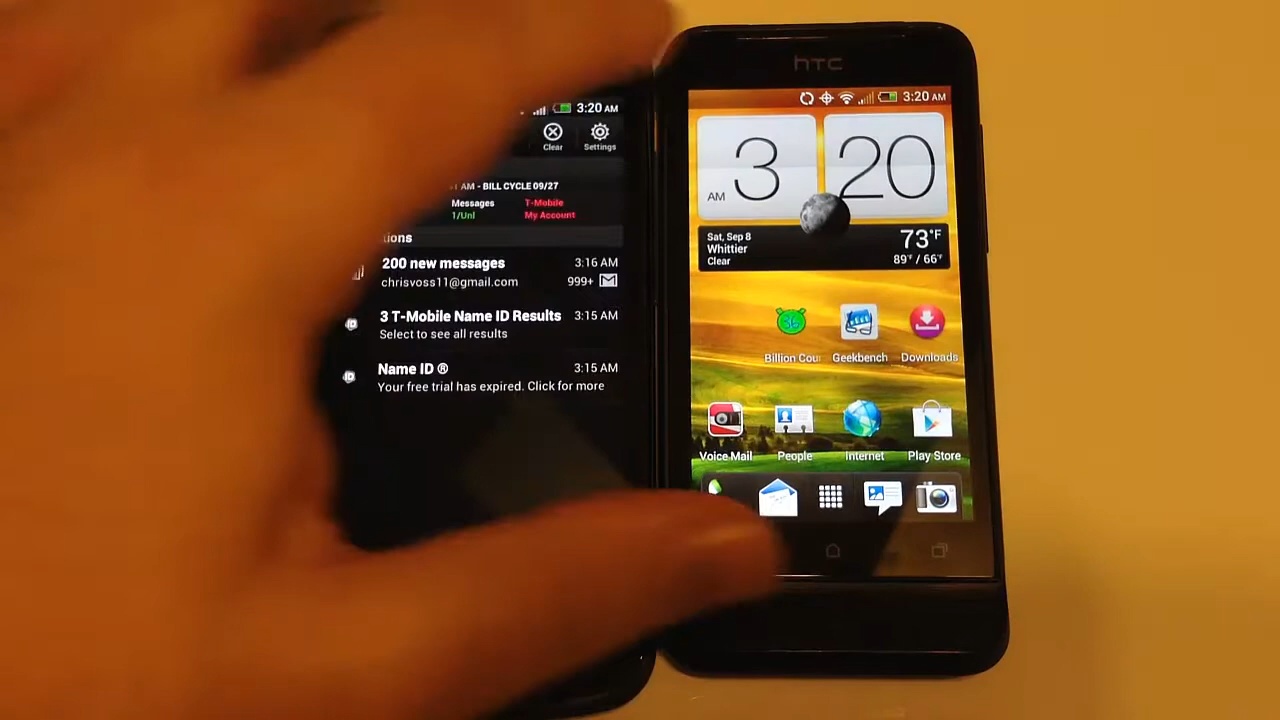 3:20 AM
Clear
Settings
AM - BILL CYCLE 09/27
Messages
T-Mobile
1/Unl
My Account
200 new messages
3:16 AM
chrisvoss11@gmail.com
999+
3 T-Mobile Name ID Results
3:15 AM
Select to see all results
Name ID ®
3:15 AM
Your free trial has expired. Click for more
hTC
3:20 AM
AM 3 20
Sat, Sep 8
73°F
Whittier
Clear
89° / 66°
36
Billion Cou
Geekbench
Downloads
Voice Mail
People
Internet
Play Store